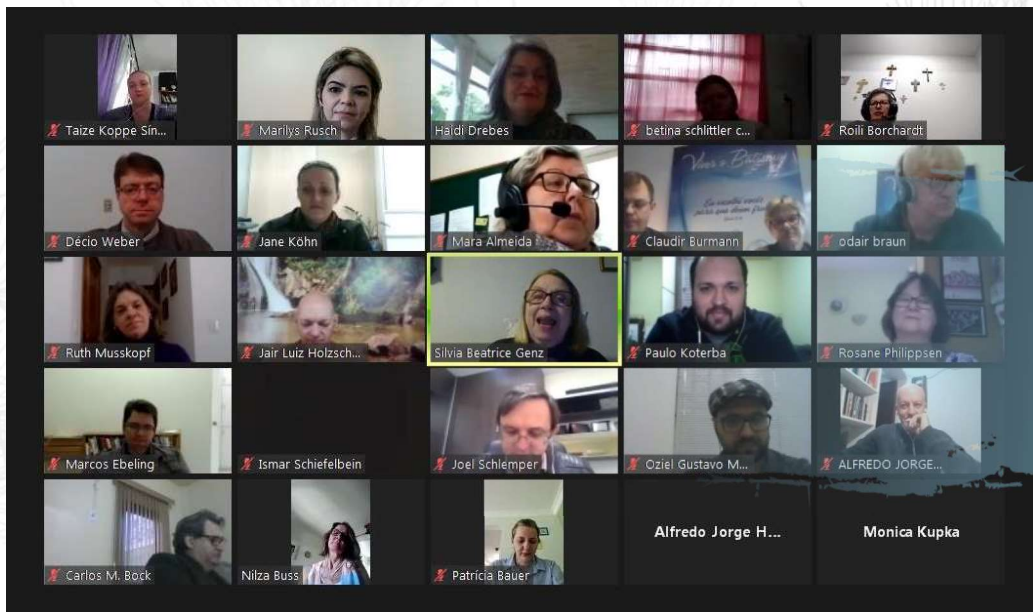 Taize Koppe Sín...
Marilys Rusch
Haidi Drebes
betina schlittler c...
Roili Borchardt
Décio Weber
Jane Köhn
Mara Almeida
Claudir Burmann
odair braun
Ruth Musskopf
Jair Luiz Holzsch...
Silvia Beatrice Genz
Paulo Koterba
Rosane Philippsen
Marcos Ebeling
Ismar Schiefelbein
Joel Schlemper
Oziel Gustavo M...
ALFREDO JORGE...
Carlos M. Bock
Nilza Buss
Patrícia Bauer
Alfredo Jorge H...
Monica Kupka